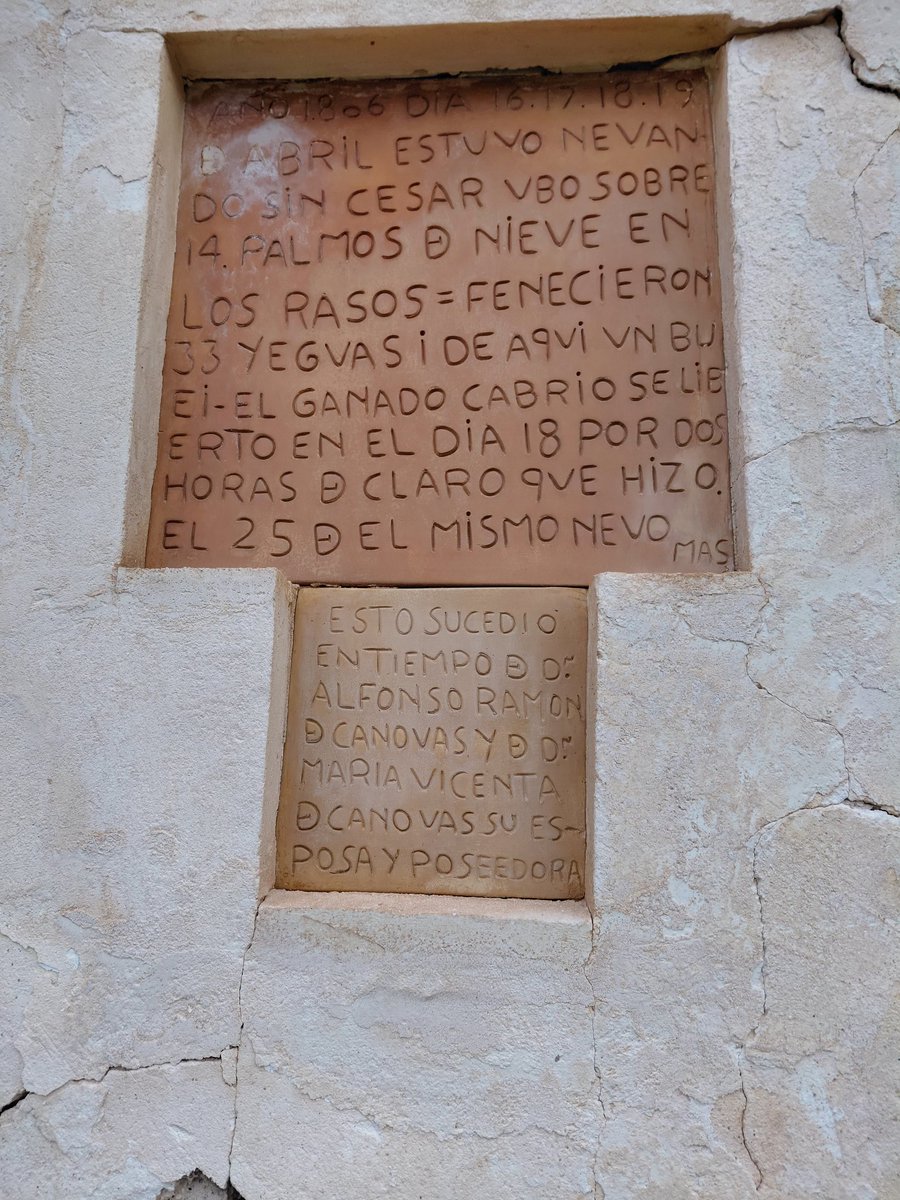 AÑO 1806 DIA 16.17.18.19
Đ ABRIL ESTUVO NEVAN-
DO SIN CESAR VBO SOBRE
14. PALMOS Đ NIEVE EN
LOS RASOS = FENECIERON
33 YEGVAS i DE AQVI VN BU
EI-EL GANADO CABRIO SE LIB
ERTO EN EL DIA 18 POR DOS
HORAS Đ CLARO QVE HIZO.
EL 25 Đ EL MISMO NEVO MAS
ESTO SUCEDIO
EN TIEMPO Đ Dn.
ALFONSO RAMON
Đ CANOVAS Y Đ Dª.
MARIA VICENTA
Đ CANOVAS SU ES-
POSA Y POSEEDORA